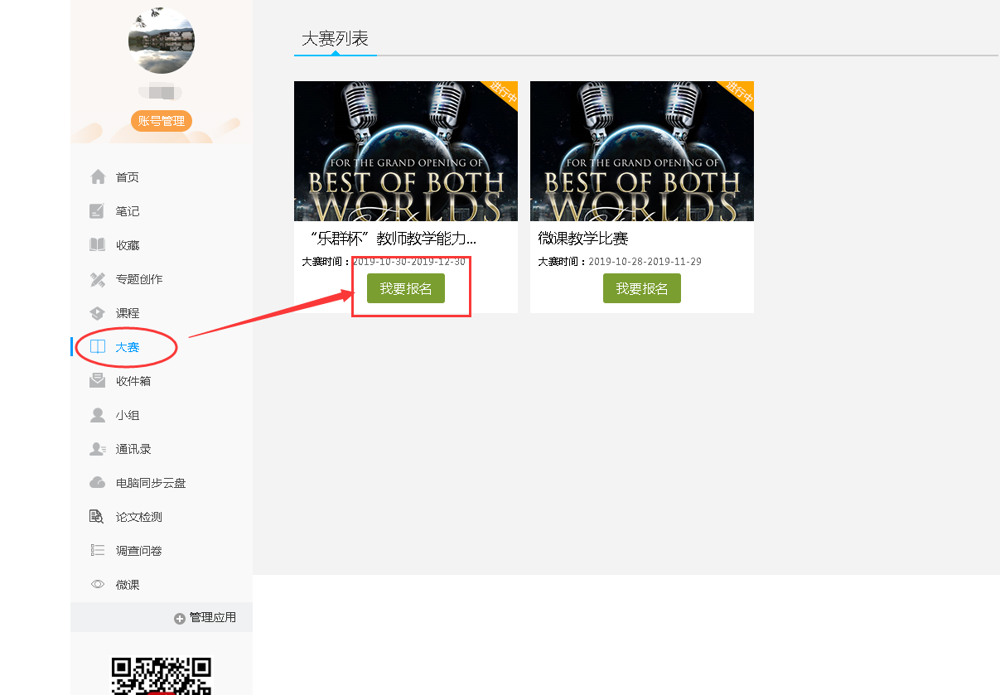 账号管理
首页
笔记
收藏
专题创作
课程
大赛
收件箱
小组
通讯录
电脑同步云盘
论文检测
调查问卷
微课
管理应用
大赛列表
进行中
FOR THE GRAND OPENING OF
BEST OF BOTH
WORLDS
“乐群杯”教师教学能力...
大赛时间：2019-10-30-2019-12-30
我要报名
进行中
FOR THE GRAND OPENING OF
BEST OF BOTH
WORLDS
微课教学比赛
大赛时间：2019-10-28-2019-11-29
我要报名